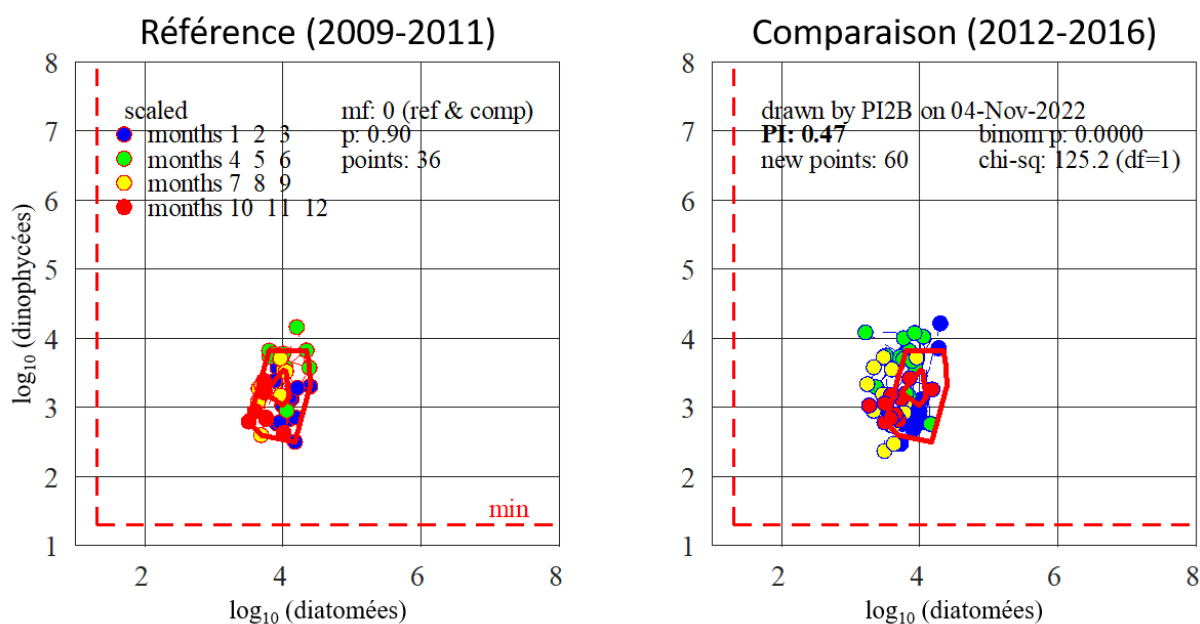 Référence (2009-2011)
8
7
6
5
4
3
2
1
log10 (dinophycées)
scaled
mf: 0 (ref & comp)
months 1 2 3
p: 0.90
months 4 5 6
points: 36
months 7 8 9
months 10 11 12
min
2
4
6
8
log10 (diatomées)
Comparaison (2012-2016)
8
7
6
5
4
3
2
1
drawn by PI2B on 04-Nov-2022
PI: 0.47
binom p: 0.0000
new points: 60
chi-sq: 125.2 (df=1)
2
4
6
8
log10 (diatomées)